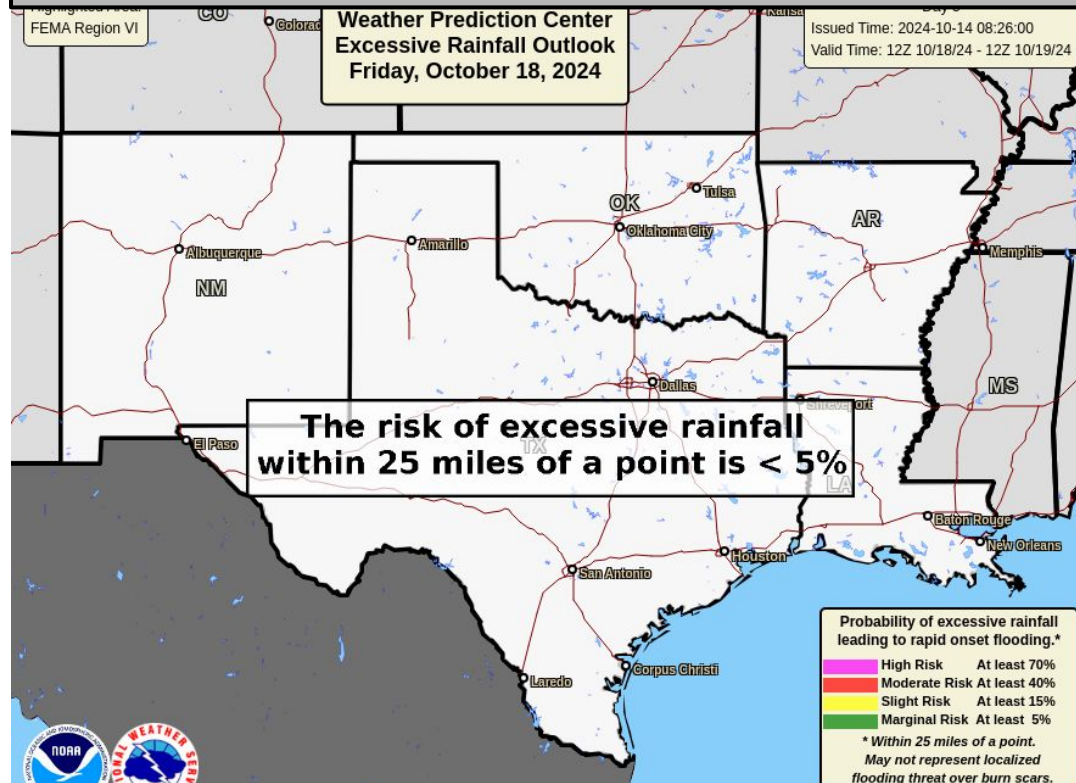 Highlighted Area:
FEMA Region VI
Weather Prediction Center
Excessive Rainfall Outlook
Friday, October 18, 2024
Issued Time: 2024-10-14 08:26:00
Valid Time: 12Z 10/18/24 - 12Z 10/19/24
CO
Colorad
Kansa
Tulsa
OK
Oklahoma City
AR
Albuquerque
Amarillo
Memphis
NM
Dallas
MS
Shreveport
The risk of excessive rainfall
within 25 miles of a point is < 5%
El Paso
TX
LA
Baton Rouge
New Orleans
Houston
San Antonio
Corpus Christi
Laredo
Probability of excessive rainfall
leading to rapid onset flooding.*
High Risk At least 70%
Moderate Risk At least 40%
Slight Risk At least 15%
Marginal Risk At least 5%
* Within 25 miles of a point.
May not represent localized
flooding threat over burn scars.
NOAA